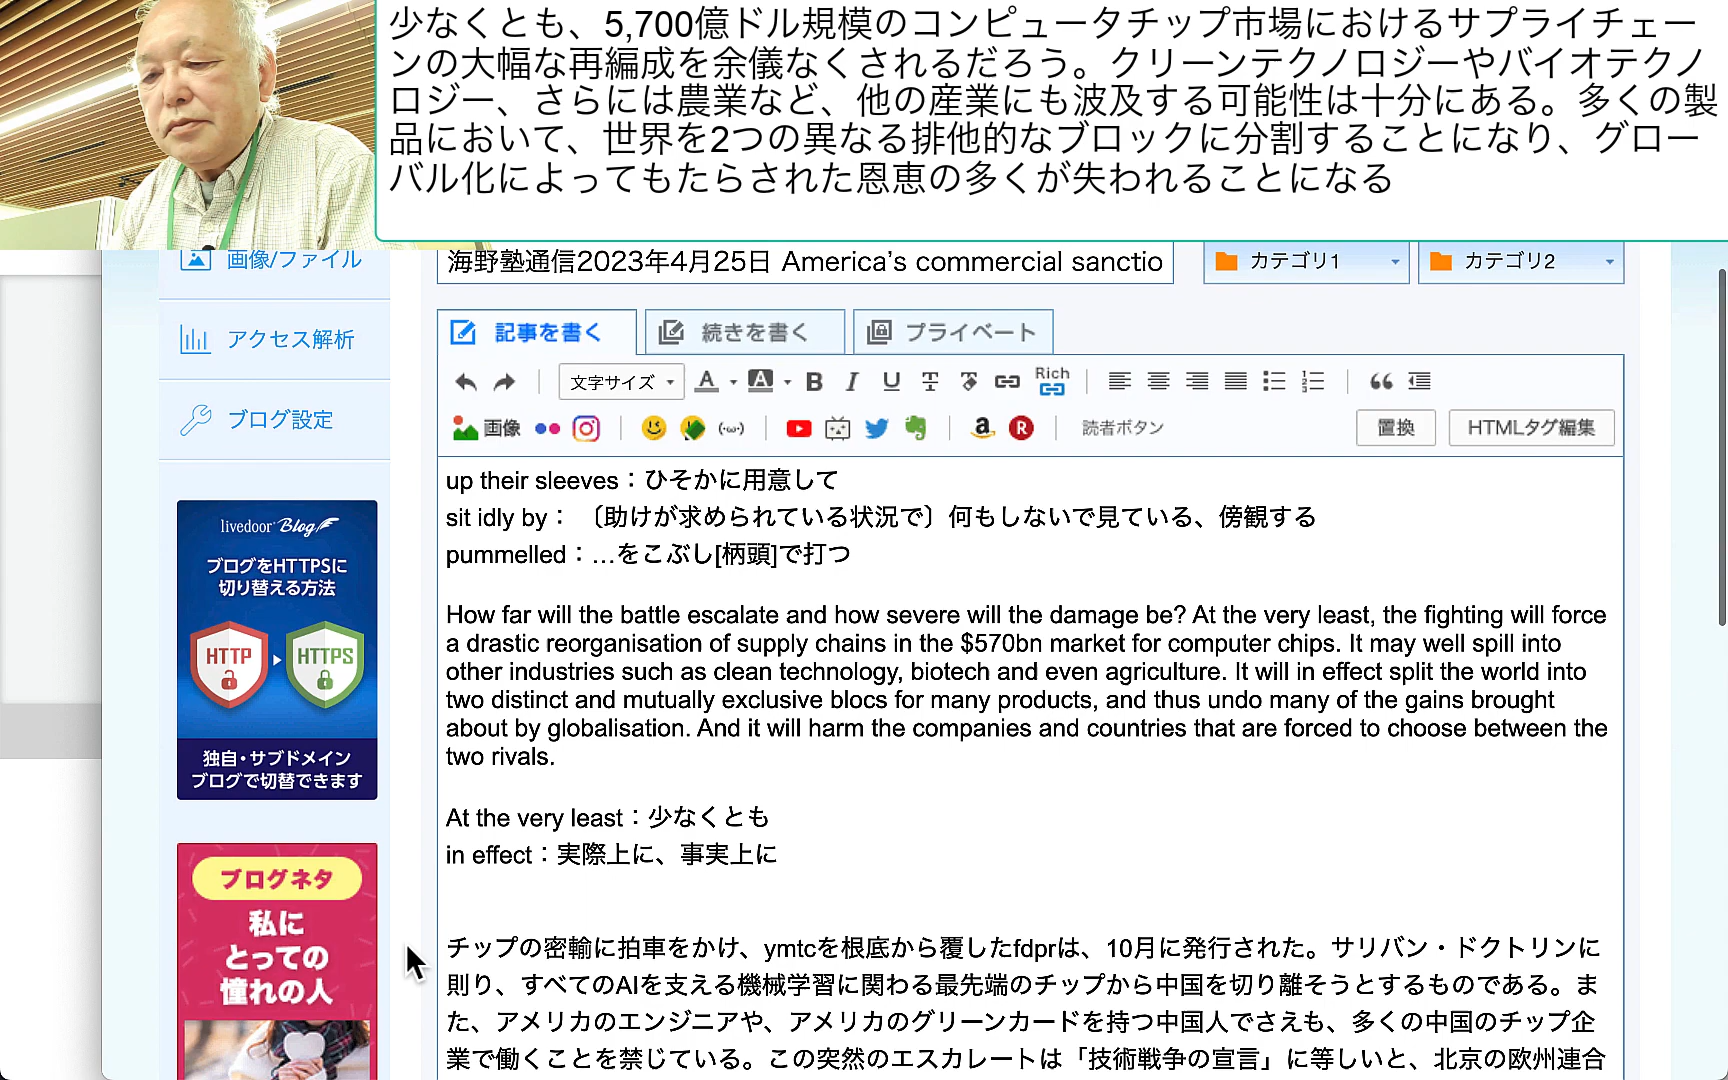 少なくとも、5,700億ドル規模のコンピュータチップ市場におけるサプライチェー
ンの大幅な再編成を余儀なくされるだろう。クリーンテクノロジーやバイオテクノ
ロジー、さらには農業など、他の産業にも波及する可能性は十分にある。多くの製
品において、世界を2つの異なる排他的なブロックに分割することになり、グロー
バル化によってもたらされた恩恵の多くが失われることになる
画像/ファイル
海野塾通信2023年4月25日 America's commercial sanctio
カテゴリ1
カテゴリ2
アクセス解析
ブログ設定
記事を書く
続きを書く
プライベート
文字サイズ
A
A
B
I
U
T
Rich
画像
(·ω·)
a
R
読者ボタン
置換
HTMLタグ編集
up their sleeves：ひそかに用意して
sit idly by： 〔助けが求められている状況で〕何もしないで見ている、傍観する
pummelled：…をこぶし[柄頭]で打つ
How far will the battle escalate and how severe will the damage be? At the very least, the fighting will force
a drastic reorganisation of supply chains in the $570bn market for computer chips. It may well spill into
other industries such as clean technology, biotech and even agriculture. It will in effect split the world into
two distinct and mutually exclusive blocs for many products, and thus undo many of the gains brought
about by globalisation. And it will harm the companies and countries that are forced to choose between the
two rivals.
At the very least：少なくとも
in effect：実際上に、事実上に
チップの密輸に拍車をかけ、ymtcを根底から覆したfdprは、10月に発行された。サリバン・ドクトリンに
則り、すべてのAIを支える機械学習に関わる最先端のチップから中国を切り離そうとするものである。ま
た、アメリカのエンジニアや、アメリカのグリーンカードを持つ中国人でさえも、多くの中国のチップ企
業で働くことを禁じている。この突然のエスカレートは「技術戦争の宣言」に等しいと、北京の欧州連合
livedoor Blog
ブログをHTTPSに
切り替える方法
HTTP
HTTPS
独自・サブドメイン
ブログで切替できます
ブログネタ
私に
とっての
憧れの人